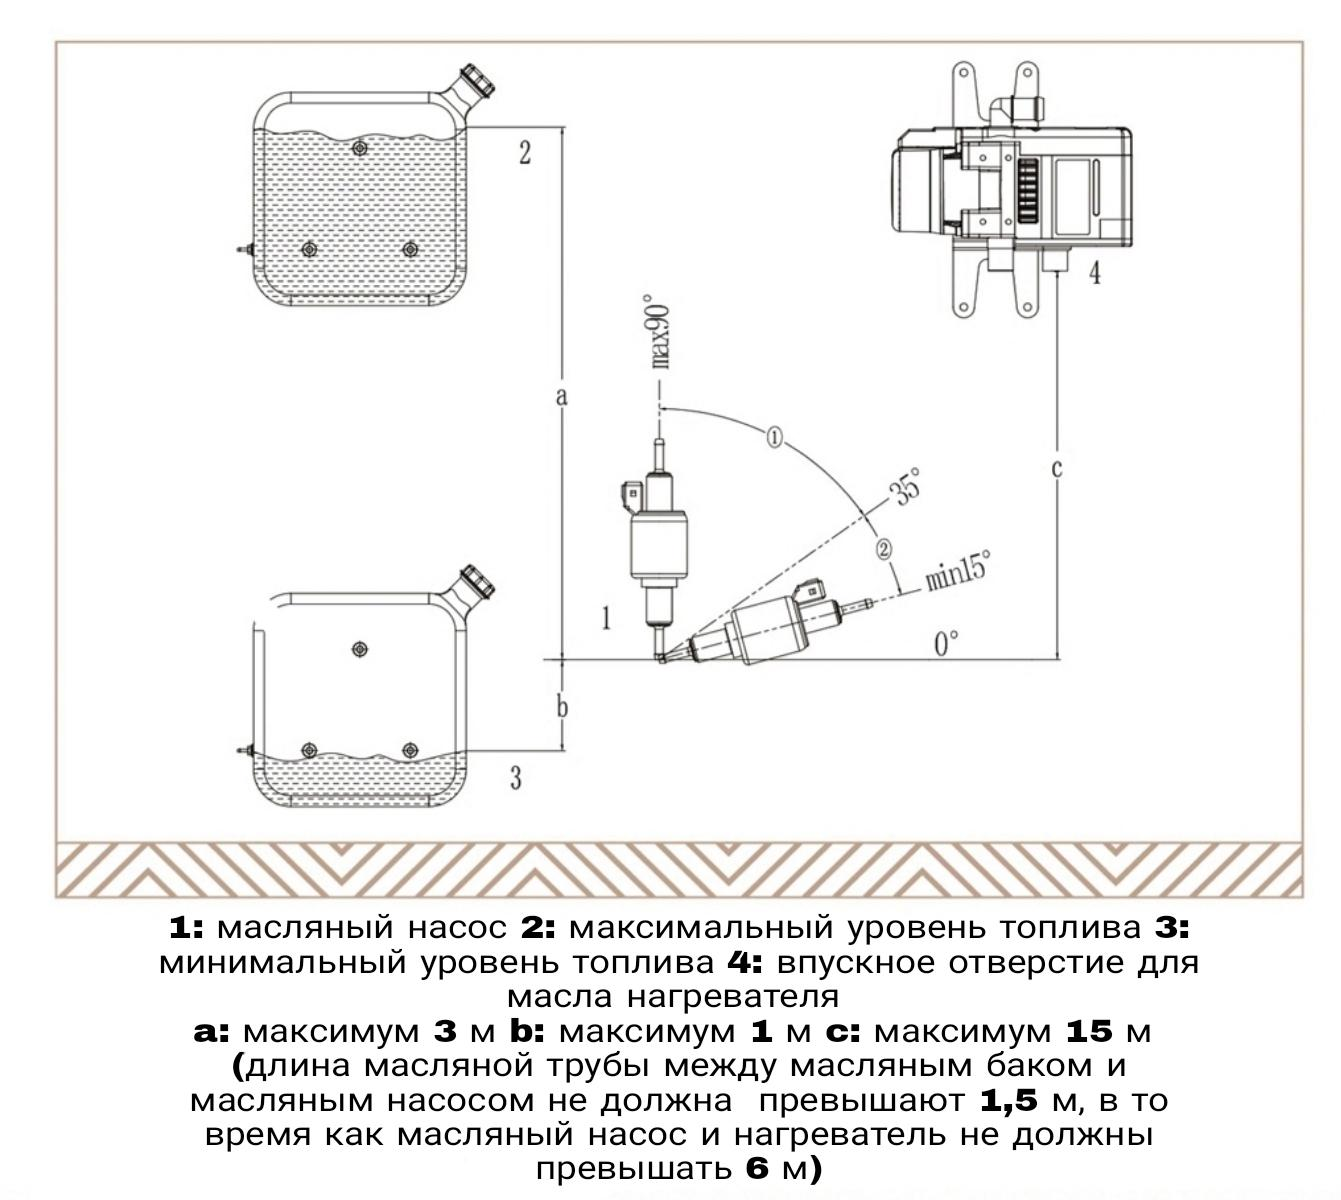 2
4
max90°
a
①
c
35°
②
min15°
1
0°
b
3
1: масляный насос 2: максимальный уровень топлива 3:
минимальный уровень топлива 4: впускное отверстие для
масла нагревателя
a: максимум 3 м b: максимум 1 м c: максимум 15 м
(длина масляной трубы между масляным баком и
масляным насосом не должна превышают 1,5 м, в то
время как масляный насос и нагреватель не должны
превышать 6 м)